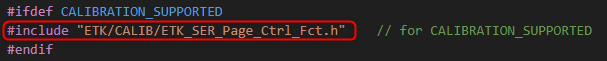 #ifdef CALIBRATION_SUPPORTED
#include "ETK/CALIB/ETK_SER_Page_Ctrl_Fct.h"    // for CALIBRATION_SUPPORTED
#endif